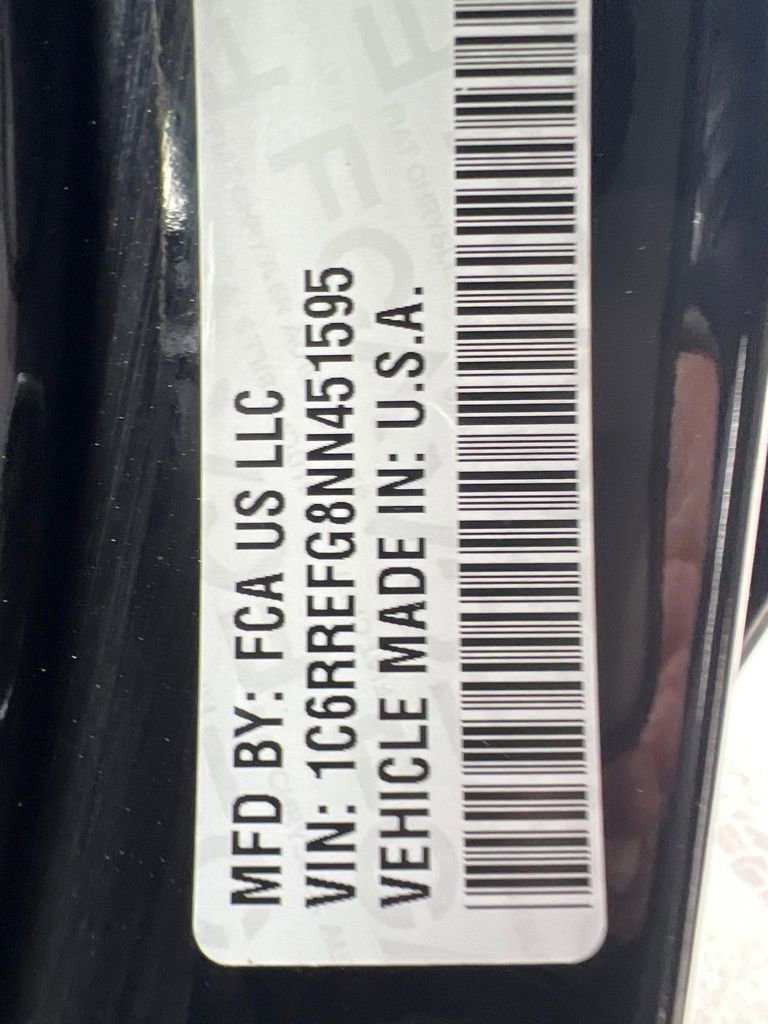 MFD BY: FCA US LLC
VIN: 1C6RREFG8NN451595
VEHICLE MADE IN: U.S.A.